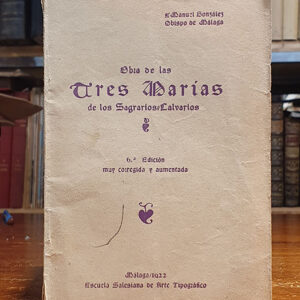 Manuel González
Obispo de Málaga
Obra de las
Tres Marías
de los Sagrarios-Calvarios
6.ª Edición
muy corregida y aumentada
Málaga/1922
Escuela Salesiana de Arte Tipográfico